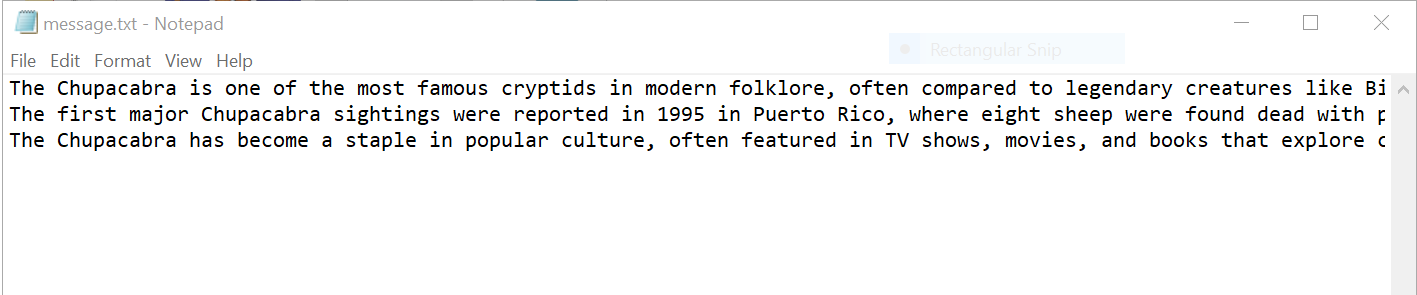 message.txt - Notepad
Rectangular Snip
File Edit Format View Help
The Chupacabra is one of the most famous cryptids in modern folklore, often compared to legendary creatures like Bi
The first major Chupacabra sightings were reported in 1995 in Puerto Rico, where eight sheep were found dead with p
The Chupacabra has become a staple in popular culture, often featured in TV shows, movies, and books that explore c